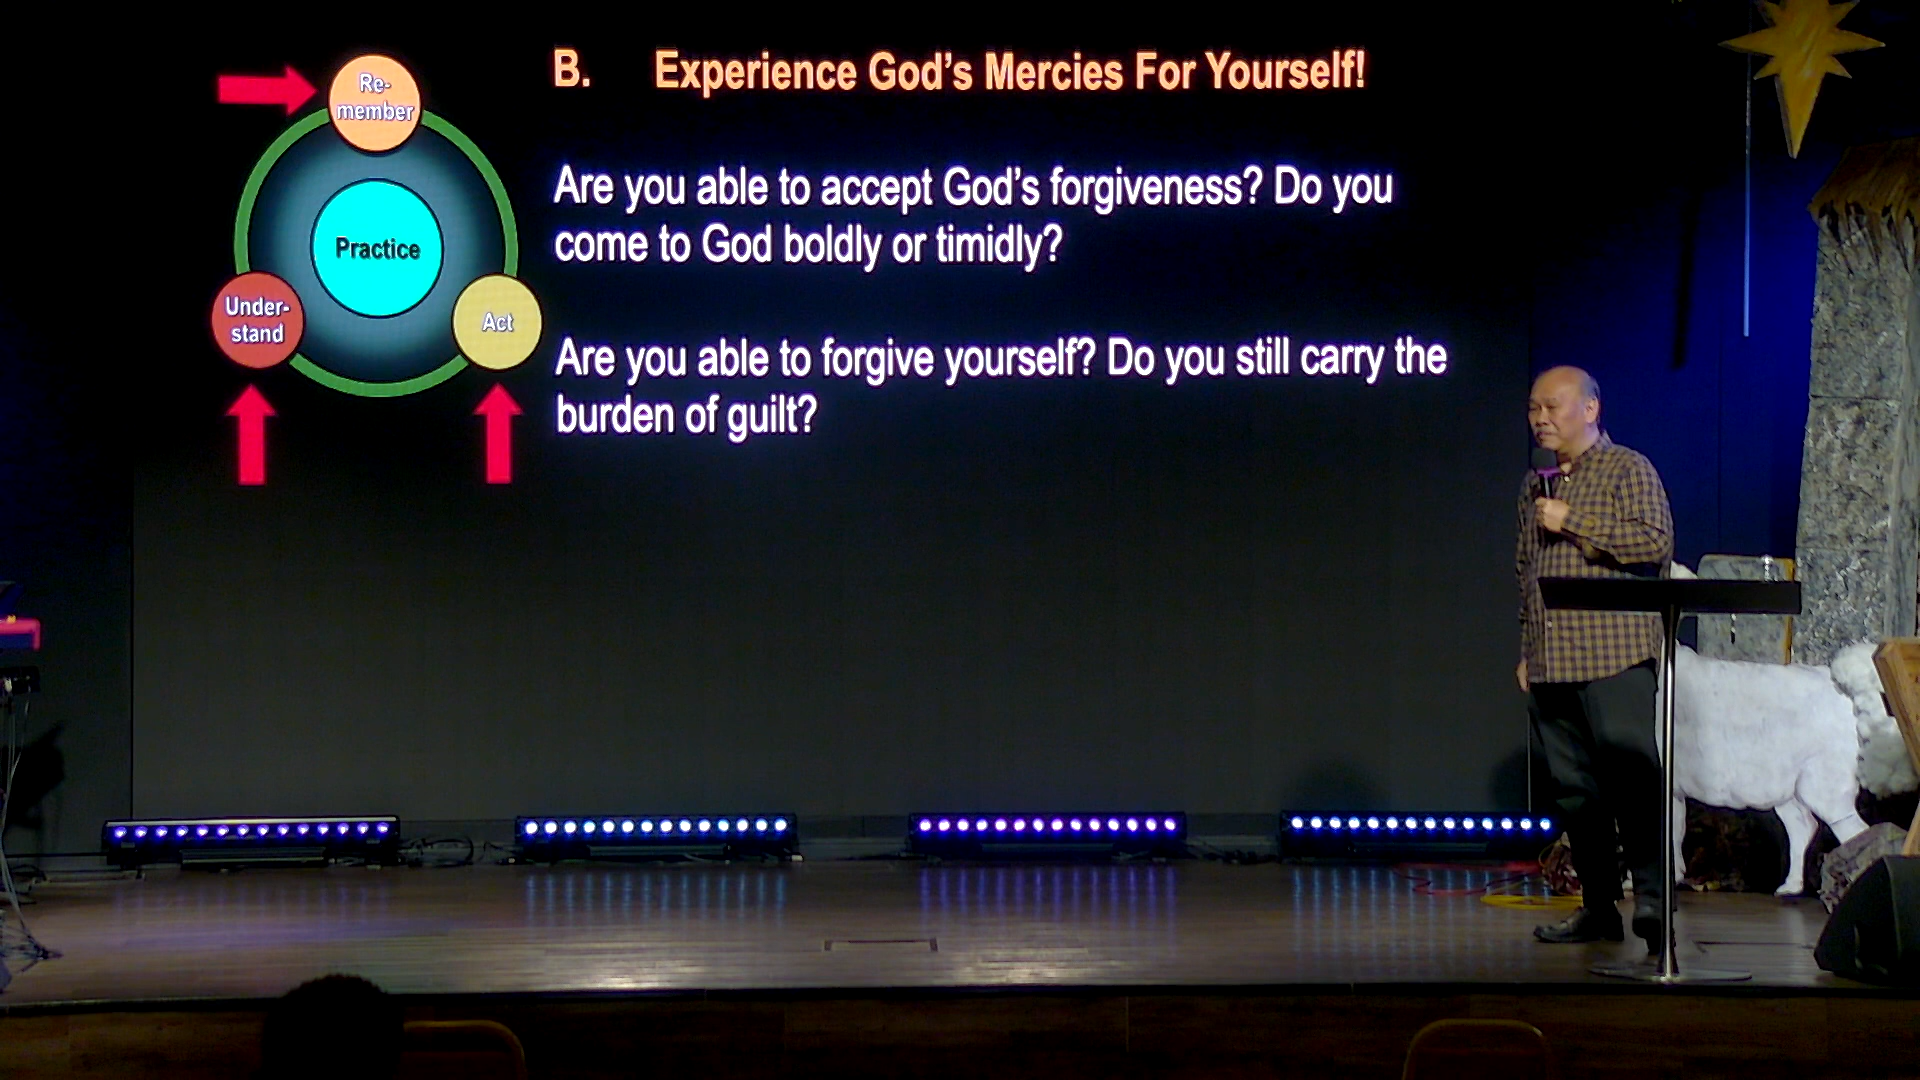 Re-
member
Practice
Under-
stand
Act
B. Experience God's Mercies For Yourself!
Are you able to accept God's forgiveness? Do you
come to God boldly or timidly?
Are you able to forgive yourself? Do you still carry the
burden of guilt?